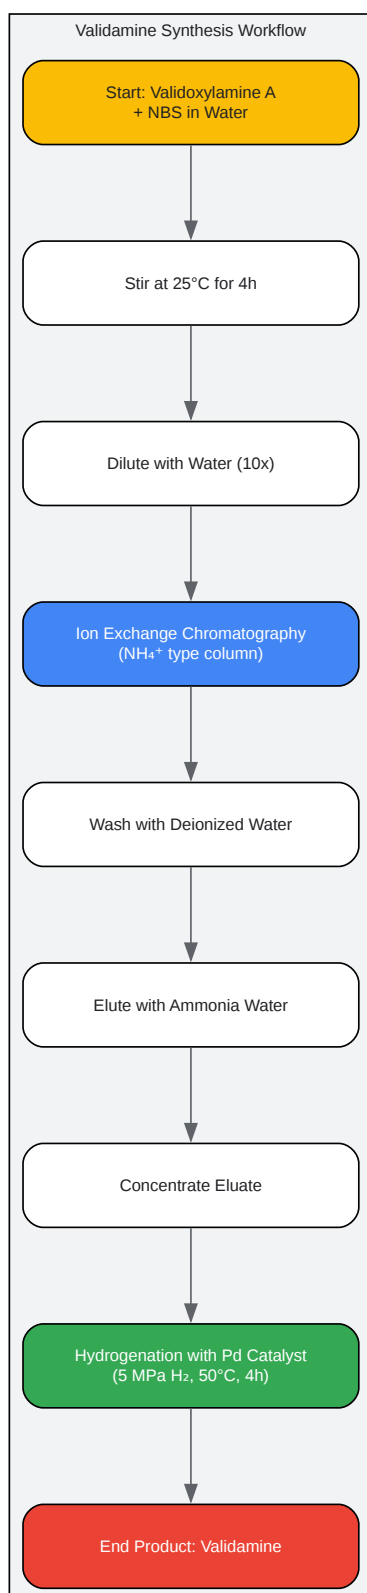 Validamine Synthesis Workflow
Start: Validoxylamine A
+ NBS in Water
Stir at 25°C for 4h
Dilute with Water (10x)
Ion Exchange Chromatography
(NH₄⁺ type column)
Wash with Deionized Water
Elute with Ammonia Water
Concentrate Eluate
Hydrogenation with Pd Catalyst
(5 MPa H₂, 50°C, 4h)
End Product: Validamine